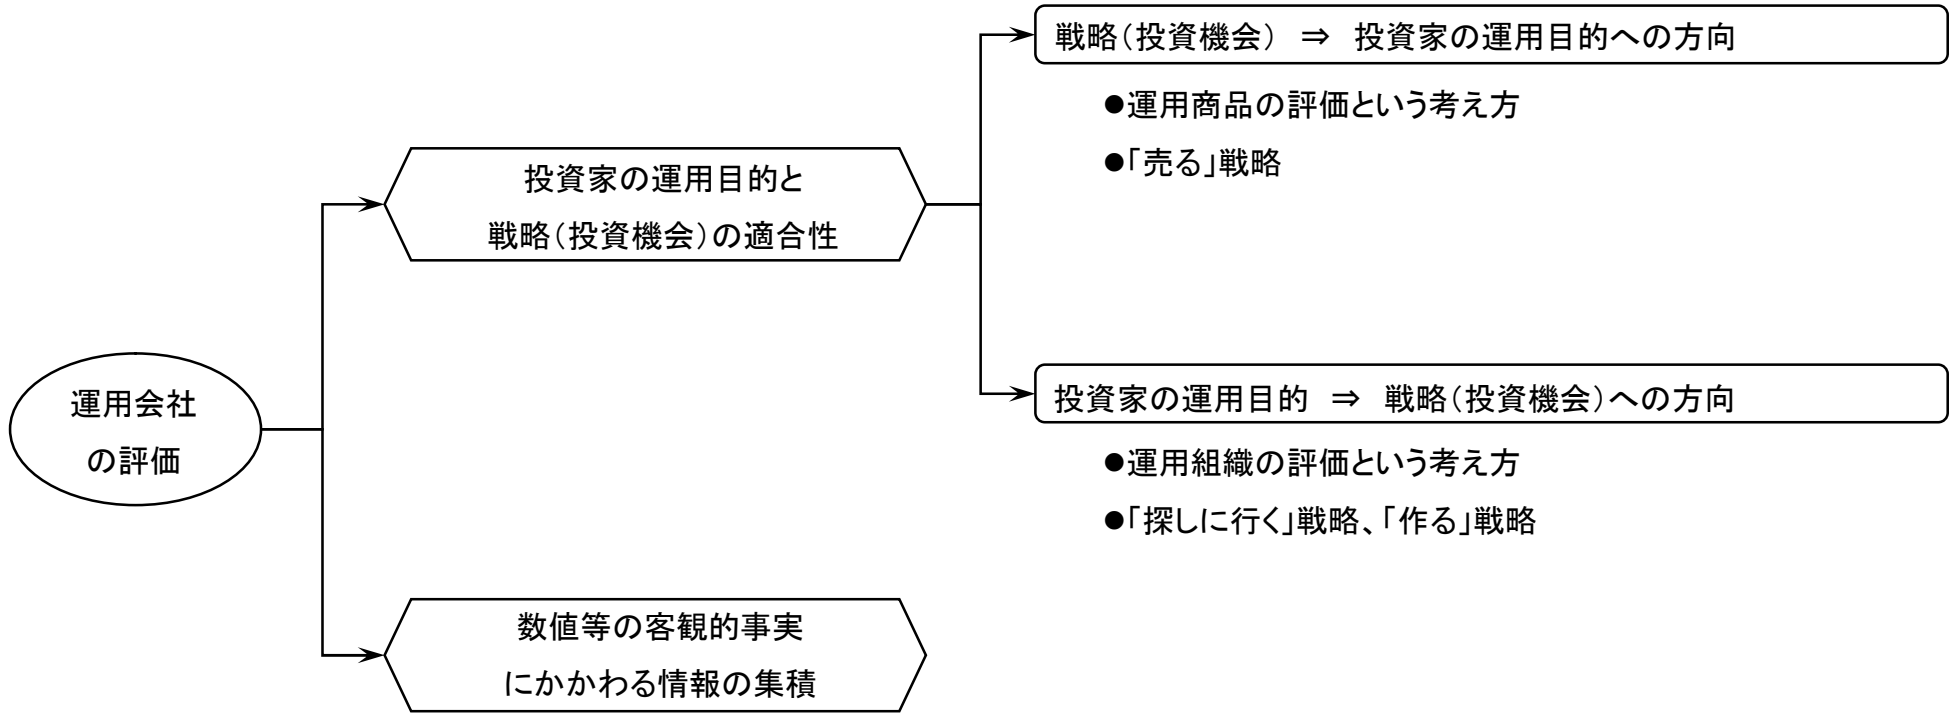 運用会社
の評価
投資家の運用目的と
戦略(投資機会)の適合性
数値等の客観的事実
にかかわる情報の集積
戦略(投資機会) ⇒ 投資家の運用目的への方向
●運用商品の評価という考え方
●「売る」戦略
投資家の運用目的 ⇒ 戦略(投資機会)への方向
●運用組織の評価という考え方
●「探しに行く」戦略、「作る」戦略